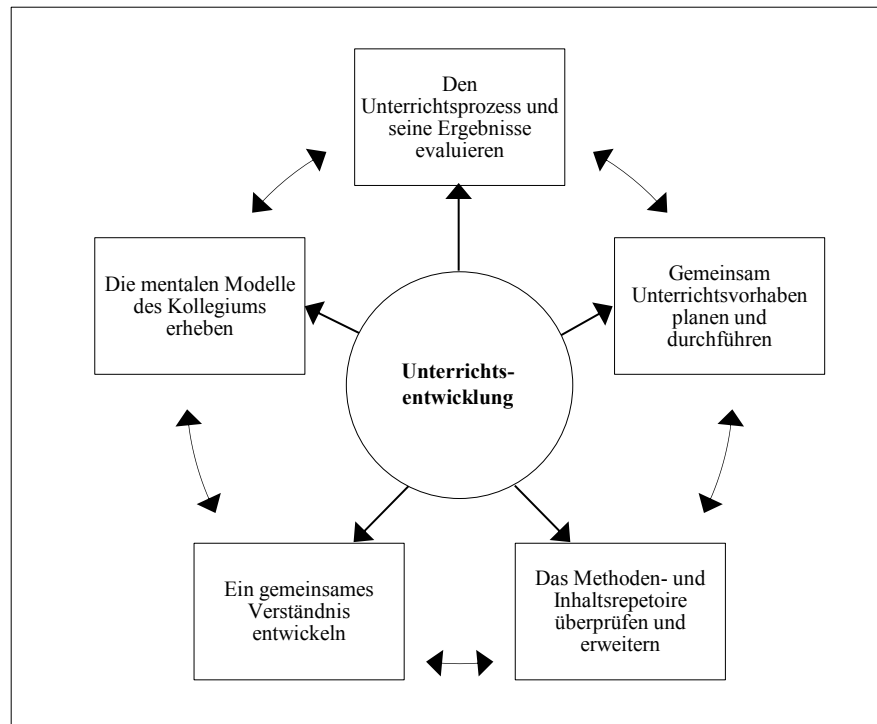 Den
Unterrichtsprozess und
seine Ergebnisse
evaluieren
Die mentalen Modelle
des Kollegiums
erheben
Gemeinsam
Unterrichtsvorhaben
planen und
durchführen
Unterrichts-
entwicklung
Ein gemeinsames
Verständnis
entwickeln
Das Methoden- und
Inhaltsrepetoire
überprüfen und
erweitern